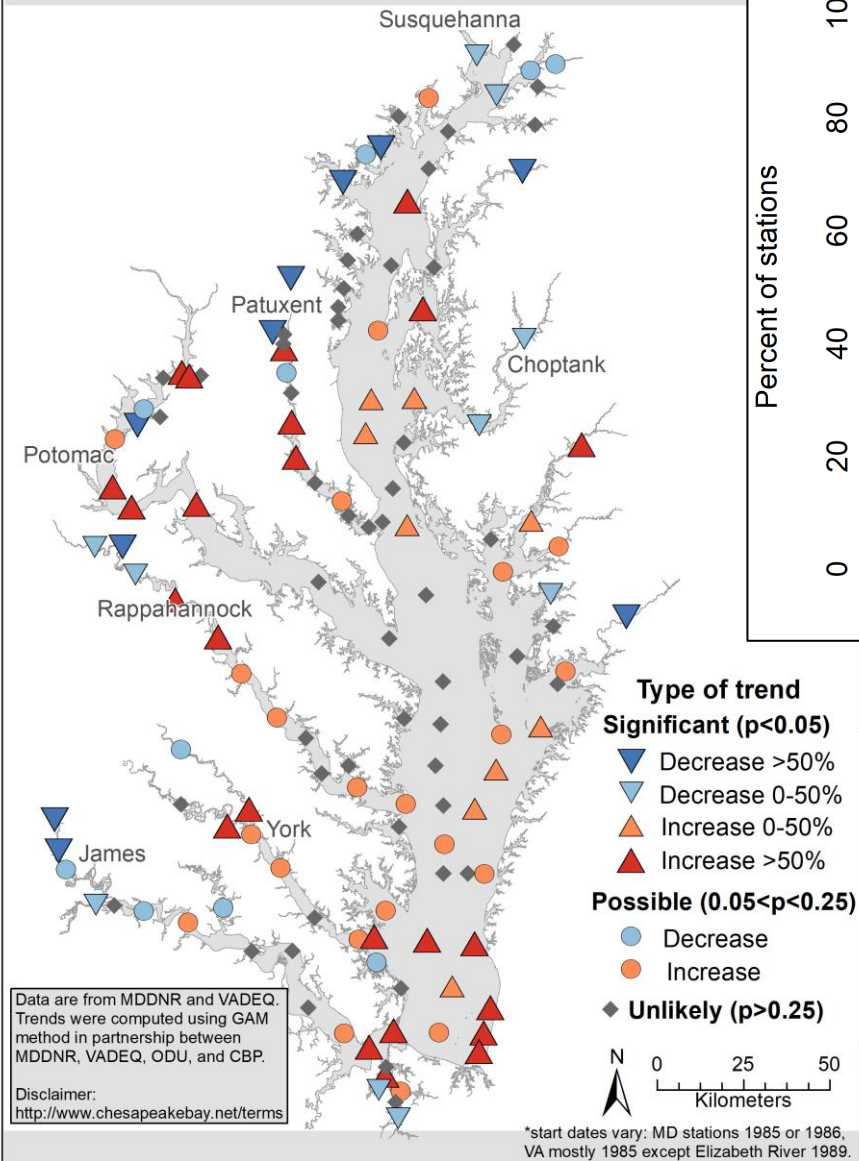 Susquehanna
Patuxent
Choptank
Potomac
Rappahannock
York
James
Percent of stations
10
80
60
40
20
0
Type of trend
Significant (p<0.05)
Decrease >50%
Decrease 0-50%
Increase 0-50%
Increase >50%
Possible (0.05<p<0.25)
Decrease
Increase
Unlikely (p>0.25)
Data are from MDDNR and VADEQ.
Trends were computed using GAM
method in partnership between
MDDNR, VADEQ, ODU, and CBP.
Disclaimer:
http://www.chesapeakebay.net/terms
N
0 25 50
Kilometers
*start dates vary: MD stations 1985 or 1986,
VA mostly 1985 except Elizabeth River 1989.